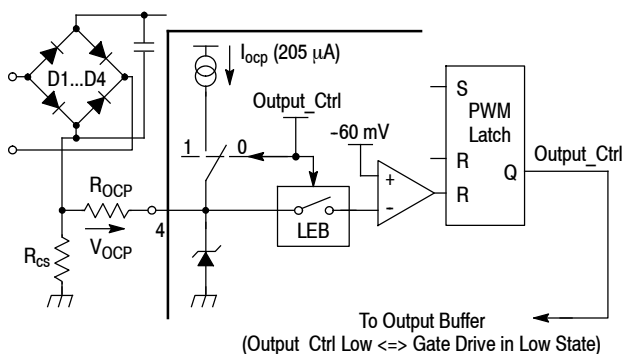 I_ocp (205 μA)
D1...D4
Output_Ctrl
–60 mV
S
PWM
Latch
1 0
R
Output_Ctrl
Q
R_OCP
+
R
-
4
LEB
V_OCP
R_cs
To Output Buffer
(Output_Ctrl Low <=> Gate Drive in Low State)